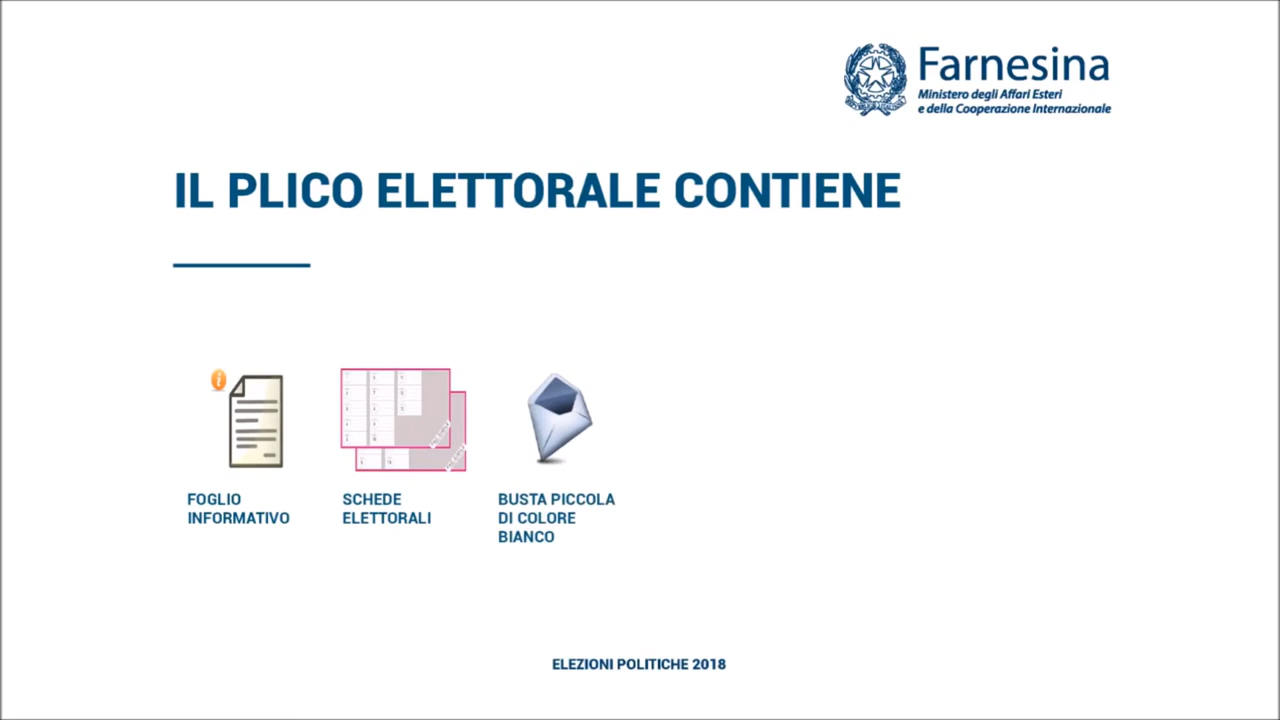 Farnesina
Ministero degli Affari Esteri
e della Cooperazione Internazionale
IL PLICO ELETTORALE CONTIENE
FOGLIO
INFORMATIVO
SCHEDE
ELETTORALI
BUSTA PICCOLA
DI COLORE
BIANCO
ELEZIONI POLITICHE 2018